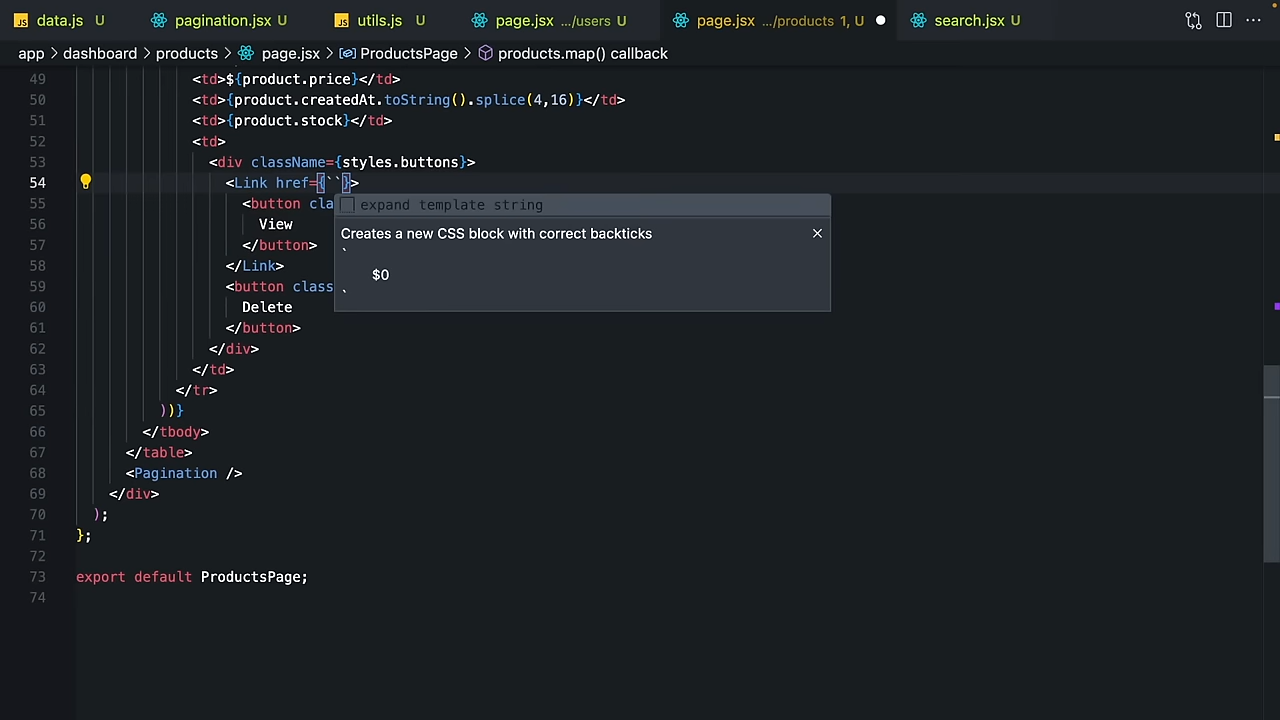 data.js U pagination.jsx U utils.js U page.jsx .../users U page.jsx .../products 1, U search.jsx U
app > dashboard > products > page.jsx > ProductsPage > products.map() callback
49 <td>${product.price}</td>
50 <td>{product.createdAt.toString().splice(4,16)}</td>
51 <td>{product.stock}</td>
52 <td>
53 <div className={styles.buttons}>
54 <Link href={``}>
expand template string
55 <button cla
56 View
57 </button>
58 </Link>
59 <button class
60 Delete
61 </button>
Creates a new CSS block with correct backticks
`
$0
`
62 </div>
63 </td>
64 </tr>
65 ))}
66 </tbody>
67 </table>
68 <Pagination />
69 </div>
70 );
71 };
72
73 export default ProductsPage;
74